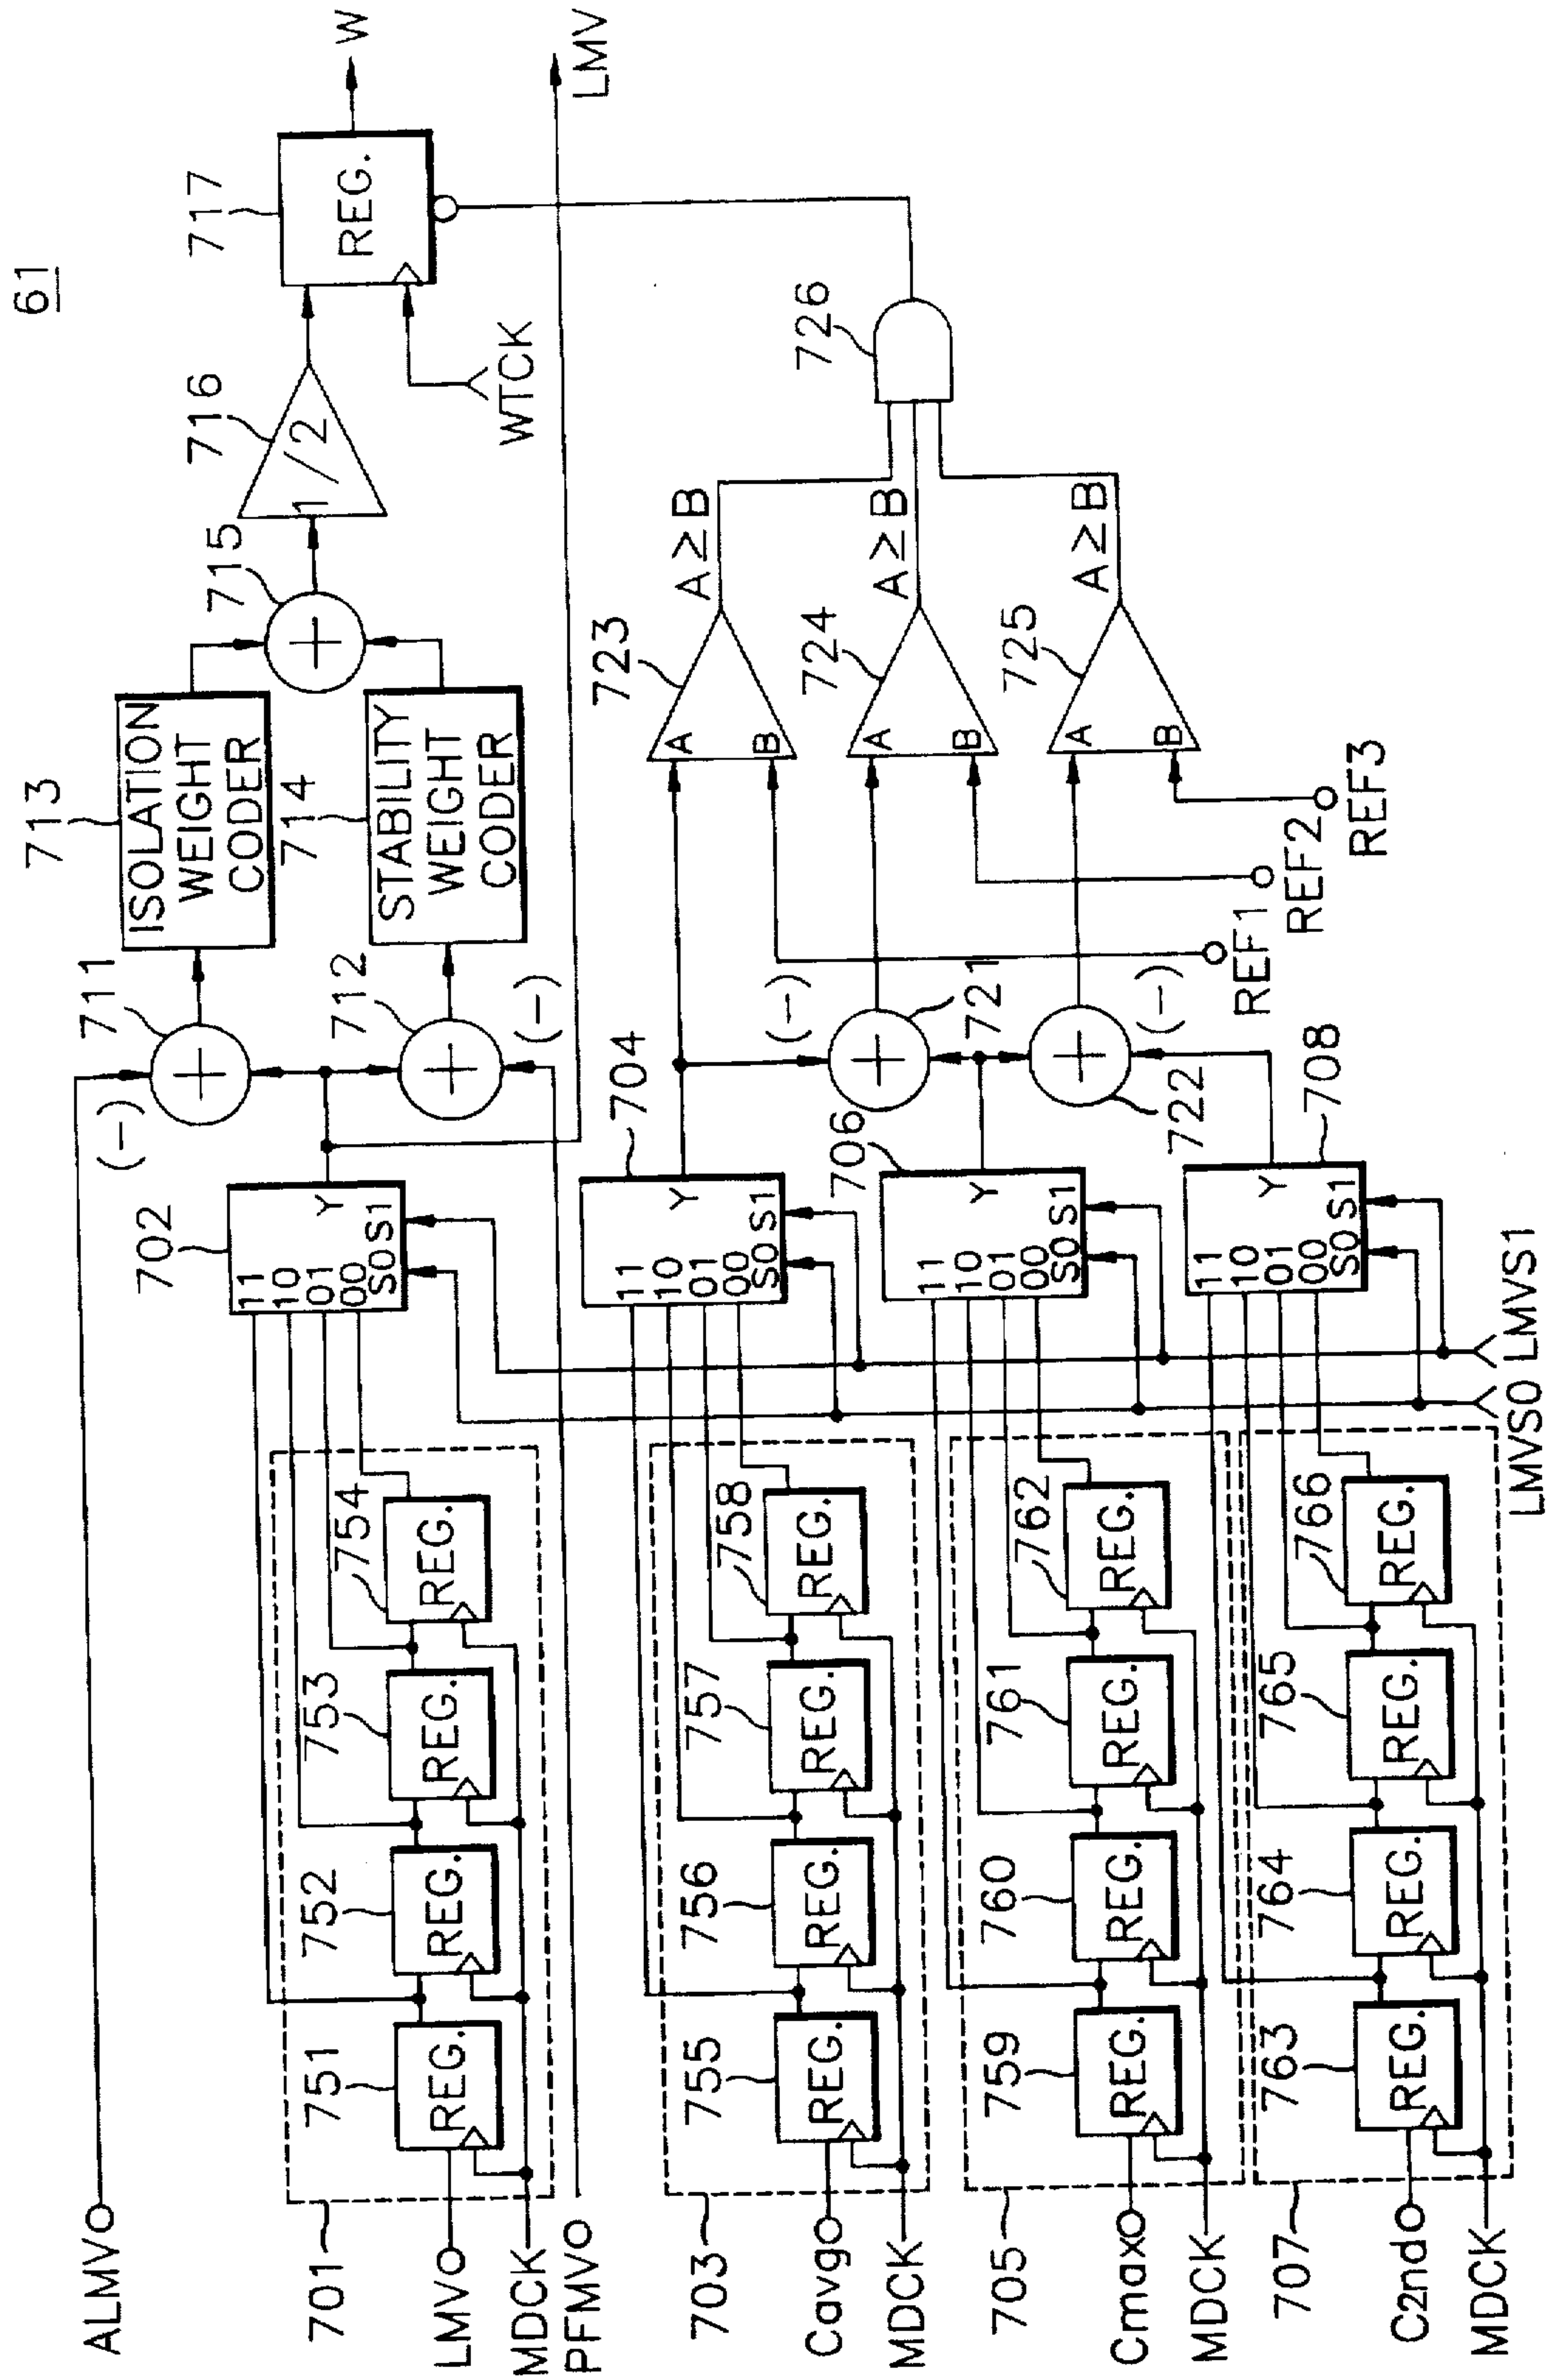 61
ALMV
(-)
711
713
ISOLATION
WEIGHT
CODER
715
716
1/2
717
REG.
W
WTCK
701
751
REG.
752
REG.
753
REG.
754
REG.
LMV
MDCK
702
11
10
01
00
Y
S0 S1
712
(-)
714
STABILITY
WEIGHT
CODER
PFMV
LMV
703
755
REG.
756
REG.
757
REG.
758
REG.
Cavg
MDCK
704
11
10
01
00
Y
S0 S1
(-)
721
723
A
B
A≥B
724
A
B
A≥B
725
A
B
A≥B
726
705
759
REG.
760
REG.
761
REG.
762
REG.
Cmax
MDCK
706
11
10
01
00
Y
S0 S1
722
(-)
REF1
REF2
REF3
707
763
REG.
764
REG.
765
REG.
766
REG.
C2nd
MDCK
708
11
10
01
00
Y
S0 S1
LMVS0
LMVS1